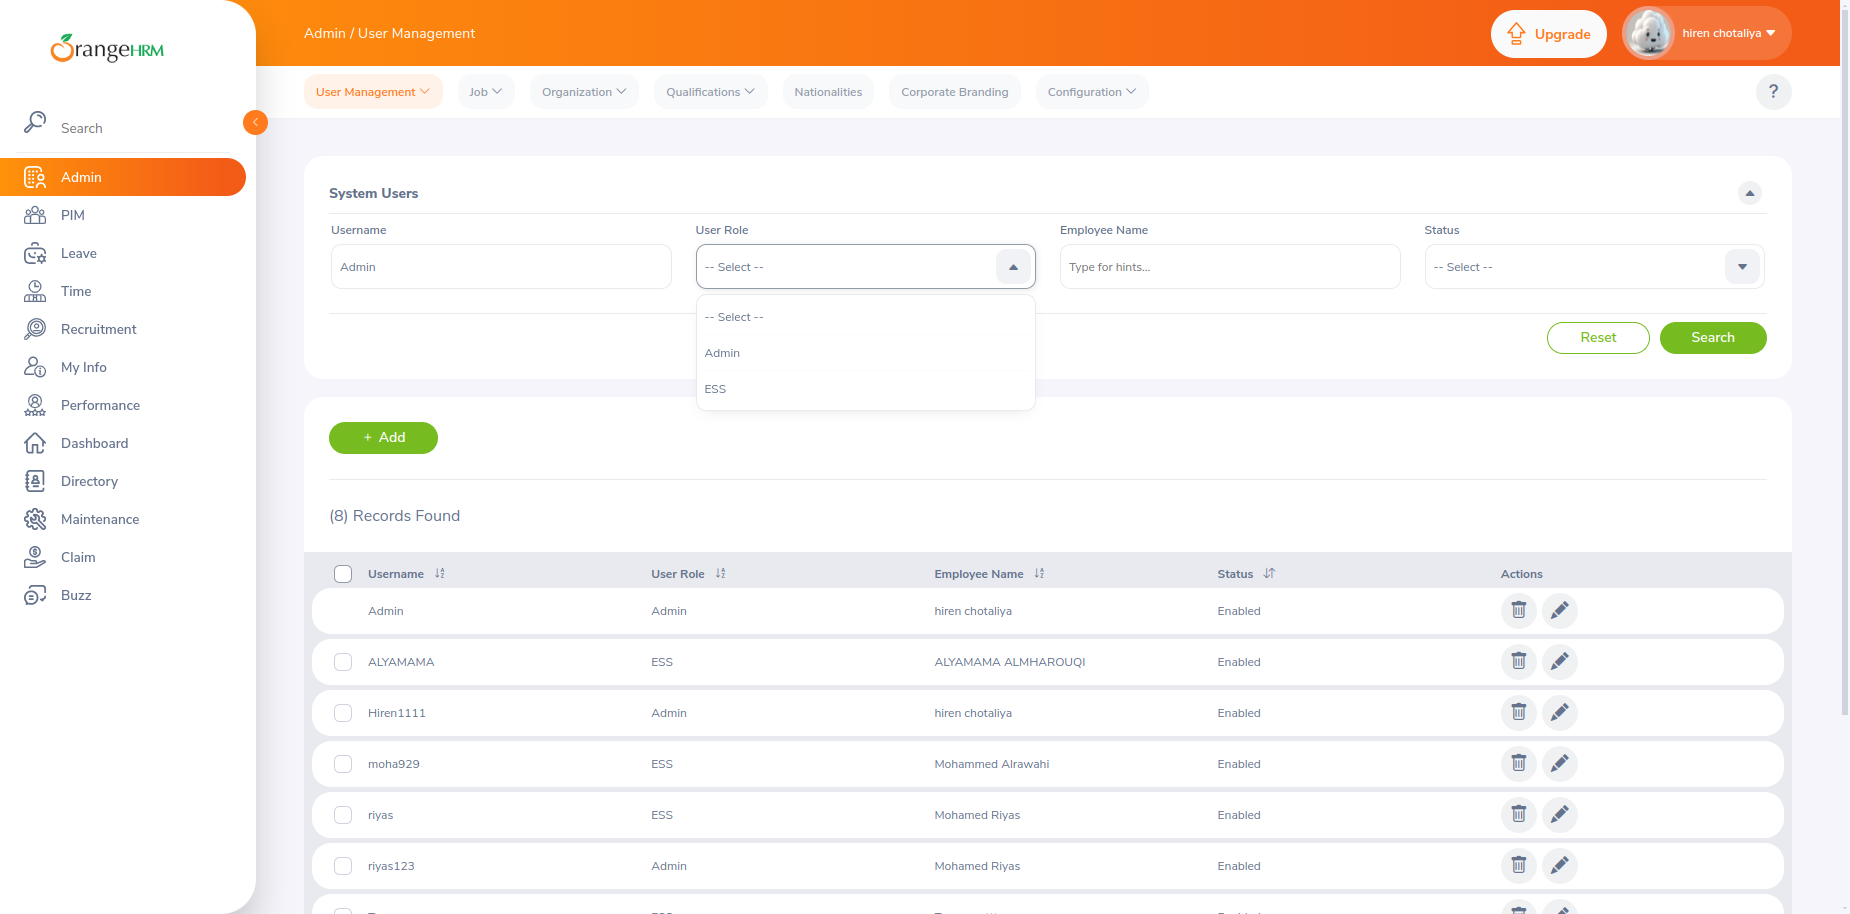 OrangeHRM
Admin / User Management
Upgrade
hiren chotaliya
User Management
Job
Organization
Qualifications
Nationalities
Corporate Branding
Configuration
?
Search
Admin
PIM
Leave
Time
Recruitment
My Info
Performance
Dashboard
Directory
Maintenance
Claim
Buzz
System Users
Username
User Role
Employee Name
Status
Admin
-- Select --
Type for hints...
-- Select --
-- Select --
Admin
ESS
Reset
Search
+ Add
(8) Records Found
Username User Role Employee Name Status Actions
Admin Admin hiren chotaliya Enabled
ALYAMAMA ESS ALYAMAMA ALMHAROUQI Enabled
Hiren1111 Admin hiren chotaliya Enabled
moha929 ESS Mohammed Alrawahi Enabled
riyas ESS Mohamed Riyas Enabled
riyas123 Admin Mohamed Riyas Enabled